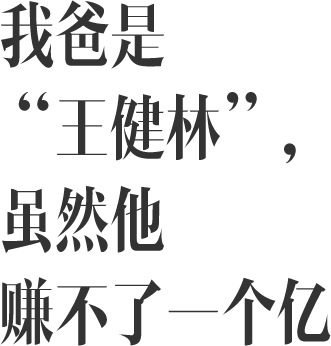 我爸是
“王健林”，
虽然他
赚不了一个亿